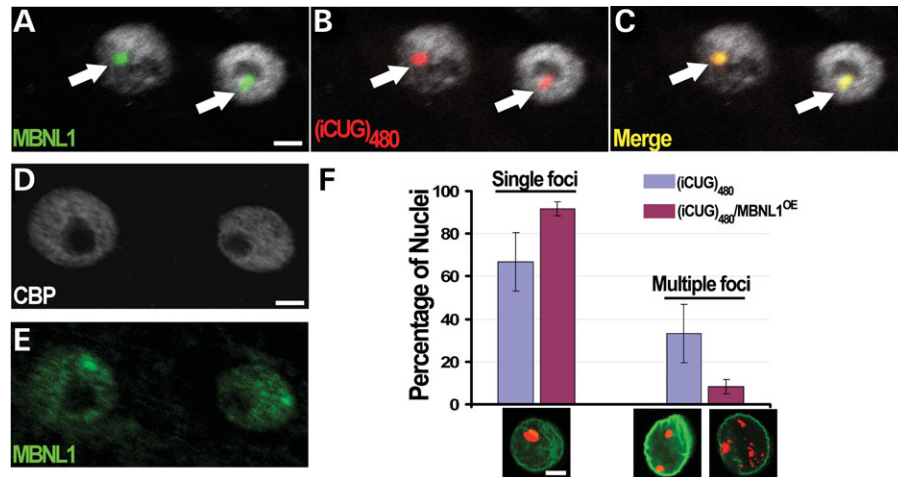 A
MBNL1
B
(iCUG)480
C
Merge
D
CBP
E
MBNL1
F
Percentage of Nuclei
100
80
60
40
20
0
Single foci
Multiple foci
(iCUG)480
(iCUG)480/MBNL1OE